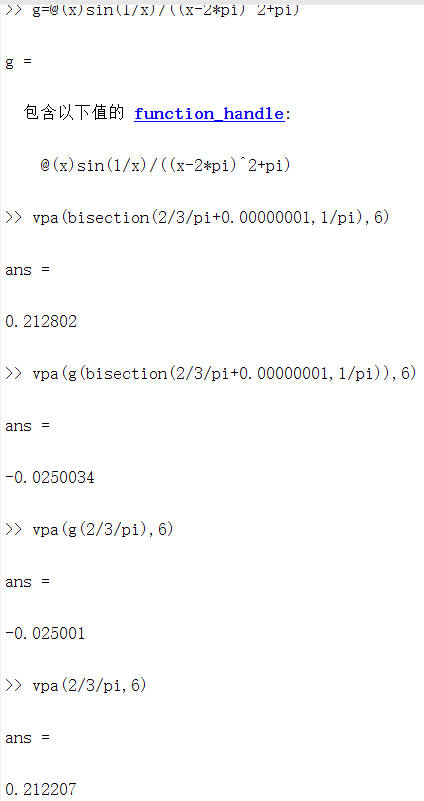 >> g=@(x)sin(1/x)/((x-2*pi)^2+pi)
g =
包含以下值的 function_handle:
@(x)sin(1/x)/((x-2*pi)^2+pi)
>> vpa(bisection(2/3/pi+0.00000001,1/pi),6)
ans =
0.212802
>> vpa(g(bisection(2/3/pi+0.00000001,1/pi)),6)
ans =
-0.0250034
>> vpa(g(2/3/pi),6)
ans =
-0.025001
>> vpa(2/3/pi,6)
ans =
0.212207